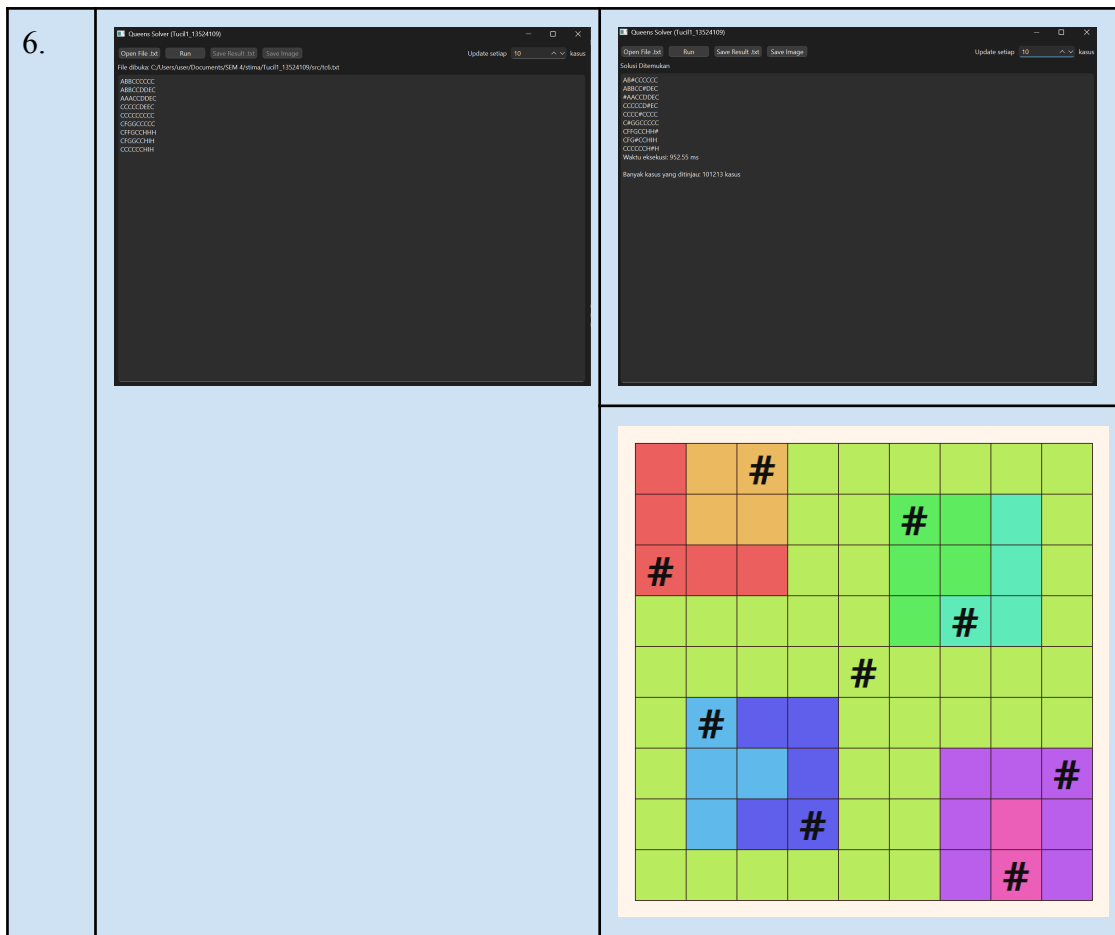 6.
Queens Solver (Tucil1_13524109)
Open File .txt Run Save Result .txt Save Image Update setiap 10 kasus
File dibuka: C:/Users/user/Documents/SEM 4/stima/Tucil1_13524109/src/tc6.txt
ABBCCCCCC
ABBCCDDEC
AAACCDDEC
CCCCCDEEC
CCCCCCCCC
CFGGCCCCC
CFFGCCHHH
CFGGCCHIH
CCCCCCHIH
Queens Solver (Tucil1_13524109)
Open File .txt Run Save Result .txt Save Image Update setiap 10 kasus
Solusi Ditemukan
AB#CCCCCC
ABBCC#DEC
#AACCDDEC
CCCCCD#EC
CCCC#CCCC
C#GGCCCCC
CFFGCCHH#
CFG#CCHIH
CCCCCCH#H
Waktu eksekusi: 952.55 ms
Banyak kasus yang ditinjau: 101213 kasus
#
#
#
#
#
#
#
#
#